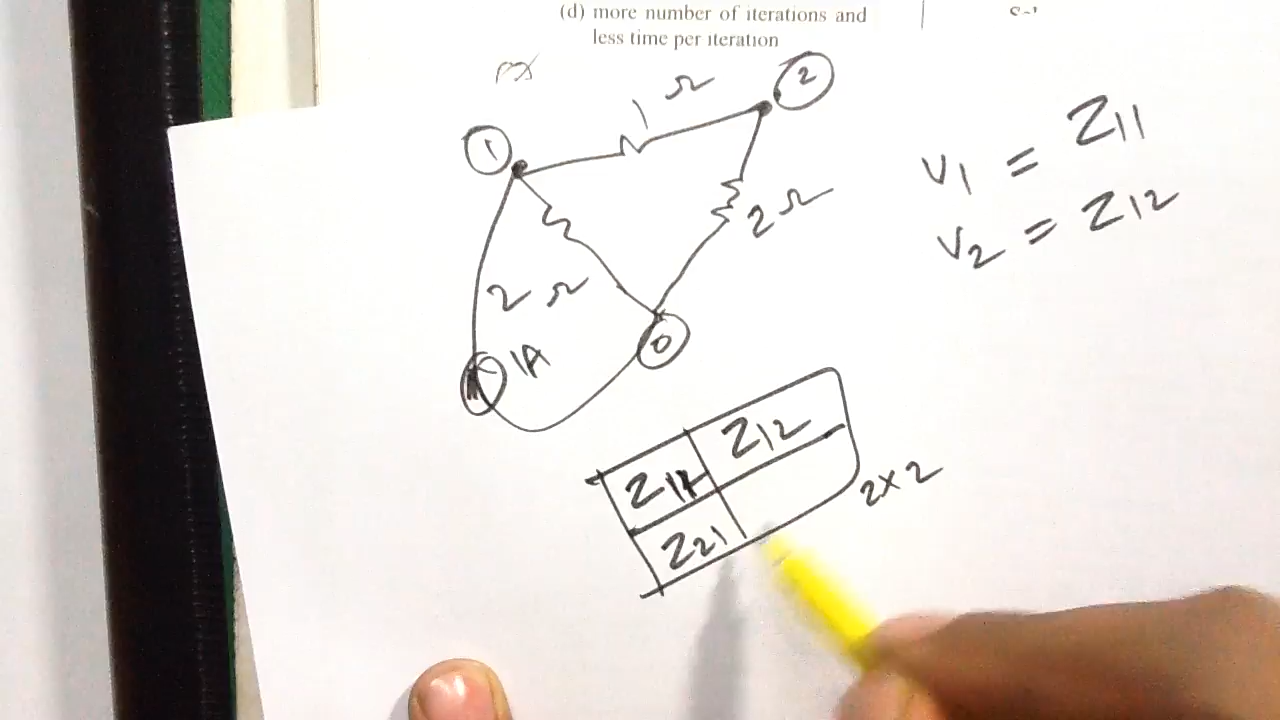 (d) more number of iterations and
less time per iteration
1 Ω
2
1
2 Ω
2 Ω
1A
0
V1 = Z11
V2 = Z12
Z11 Z12
Z21
2×2